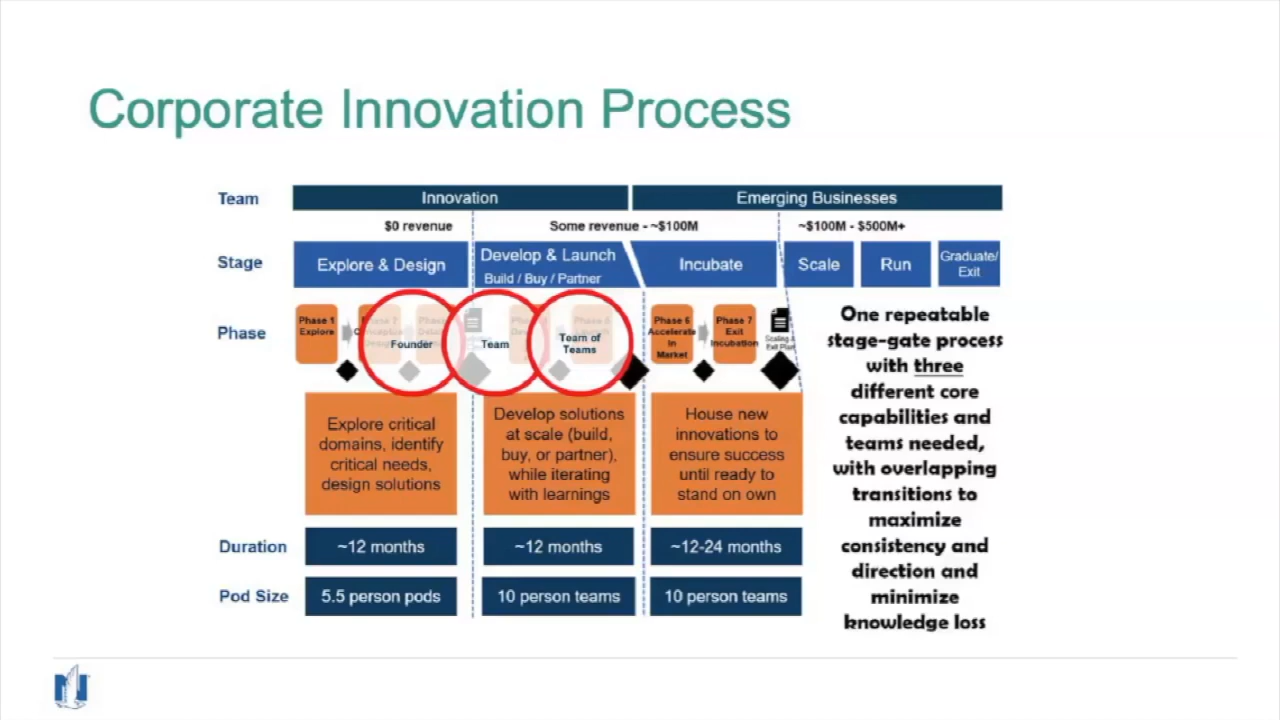 Corporate Innovation Process
Team
Innovation
Emerging Businesses
$0 revenue
Some revenue - ~$100M
~$100M - $500M+
Stage
Explore & Design
Develop & Launch
Build / Buy / Partner
Incubate
Scale
Run
Graduate/
Exit
Phase
Phase 1
Explore
Founder
Team
Team of
Teams
Phase 6
Accelerate
In
Market
Phase 7
Exit
Incubation
Scaling &
Exit Plan
Explore critical
domains, identify
critical needs,
design solutions
Develop solutions
at scale (build,
buy, or partner),
while iterating
with learnings
House new
innovations to
ensure success
until ready to
stand on own
One repeatable
stage-gate process
with three
different core
capabilities and
teams needed,
with overlapping
transitions to
maximize
consistency and
direction and
minimize
knowledge loss
Duration
~12 months
~12 months
~12-24 months
Pod Size
5.5 person pods
10 person teams
10 person teams